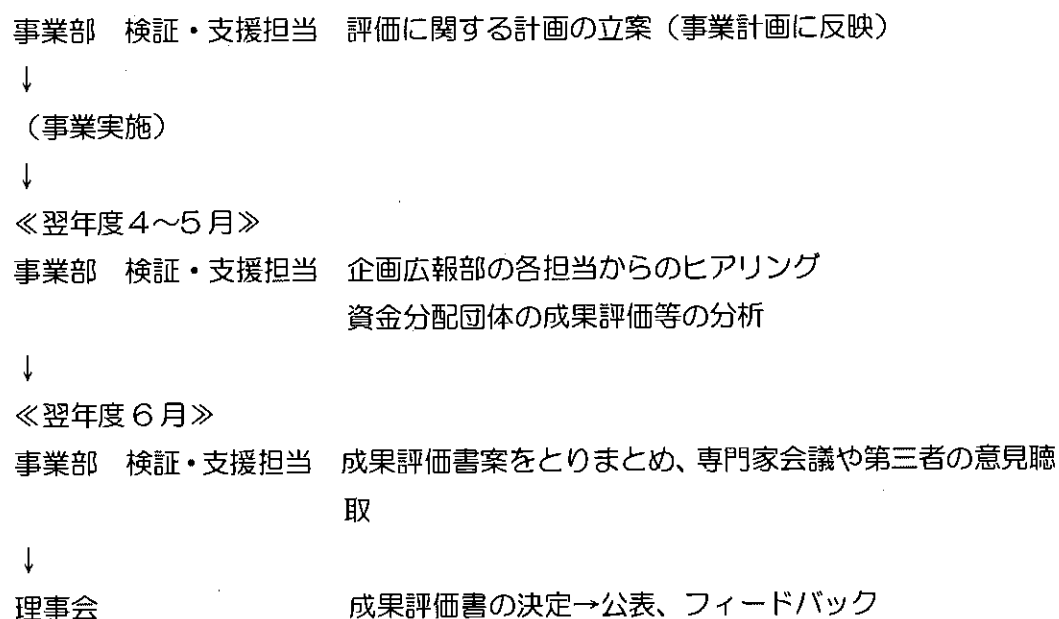 事業部　検証・支援担当　評価に関する計画の立案（事業計画に反映）
↓
（事業実施）
↓
≪翌年度４～５月≫
事業部　検証・支援担当　企画広報部の各担当からのヒアリング
資金分配団体の成果評価等の分析
↓
≪翌年度６月≫
事業部　検証・支援担当　成果評価書案をとりまとめ、専門家会議や第三者の意見聴
取
↓
理事会　成果評価書の決定→公表、フィードバック